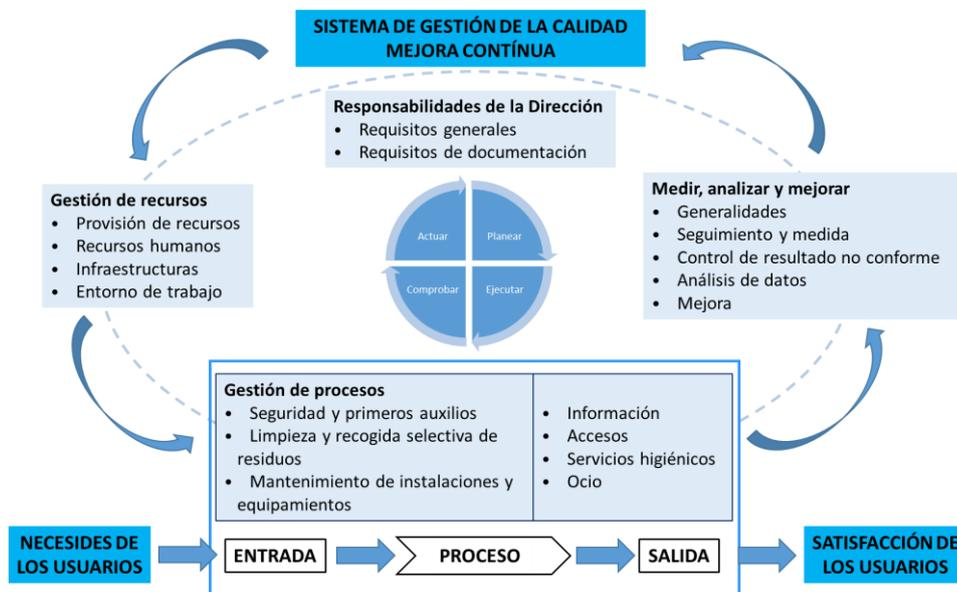 SISTEMA DE GESTIÓN DE LA CALIDAD
MEJORA CONTÍNUA
Responsabilidades de la Dirección
• Requisitos generales
• Requisitos de documentación
Gestión de recursos
• Provisión de recursos
• Recursos humanos
• Infraestructuras
• Entorno de trabajo
Actuar
Planear
Comprobar
Ejecutar
Medir, analizar y mejorar
• Generalidades
• Seguimiento y medida
• Control de resultado no conforme
• Análisis de datos
• Mejora
Gestión de procesos
• Seguridad y primeros auxilios
• Limpieza y recogida selectiva de
residuos
• Mantenimiento de instalaciones y
equipamientos
• Información
• Accesos
• Servicios higiénicos
• Ocio
NECESIDES DE
LOS USUARIOS
ENTRADA
PROCESO
SALIDA
SATISFACCIÓN DE
LOS USUARIOS